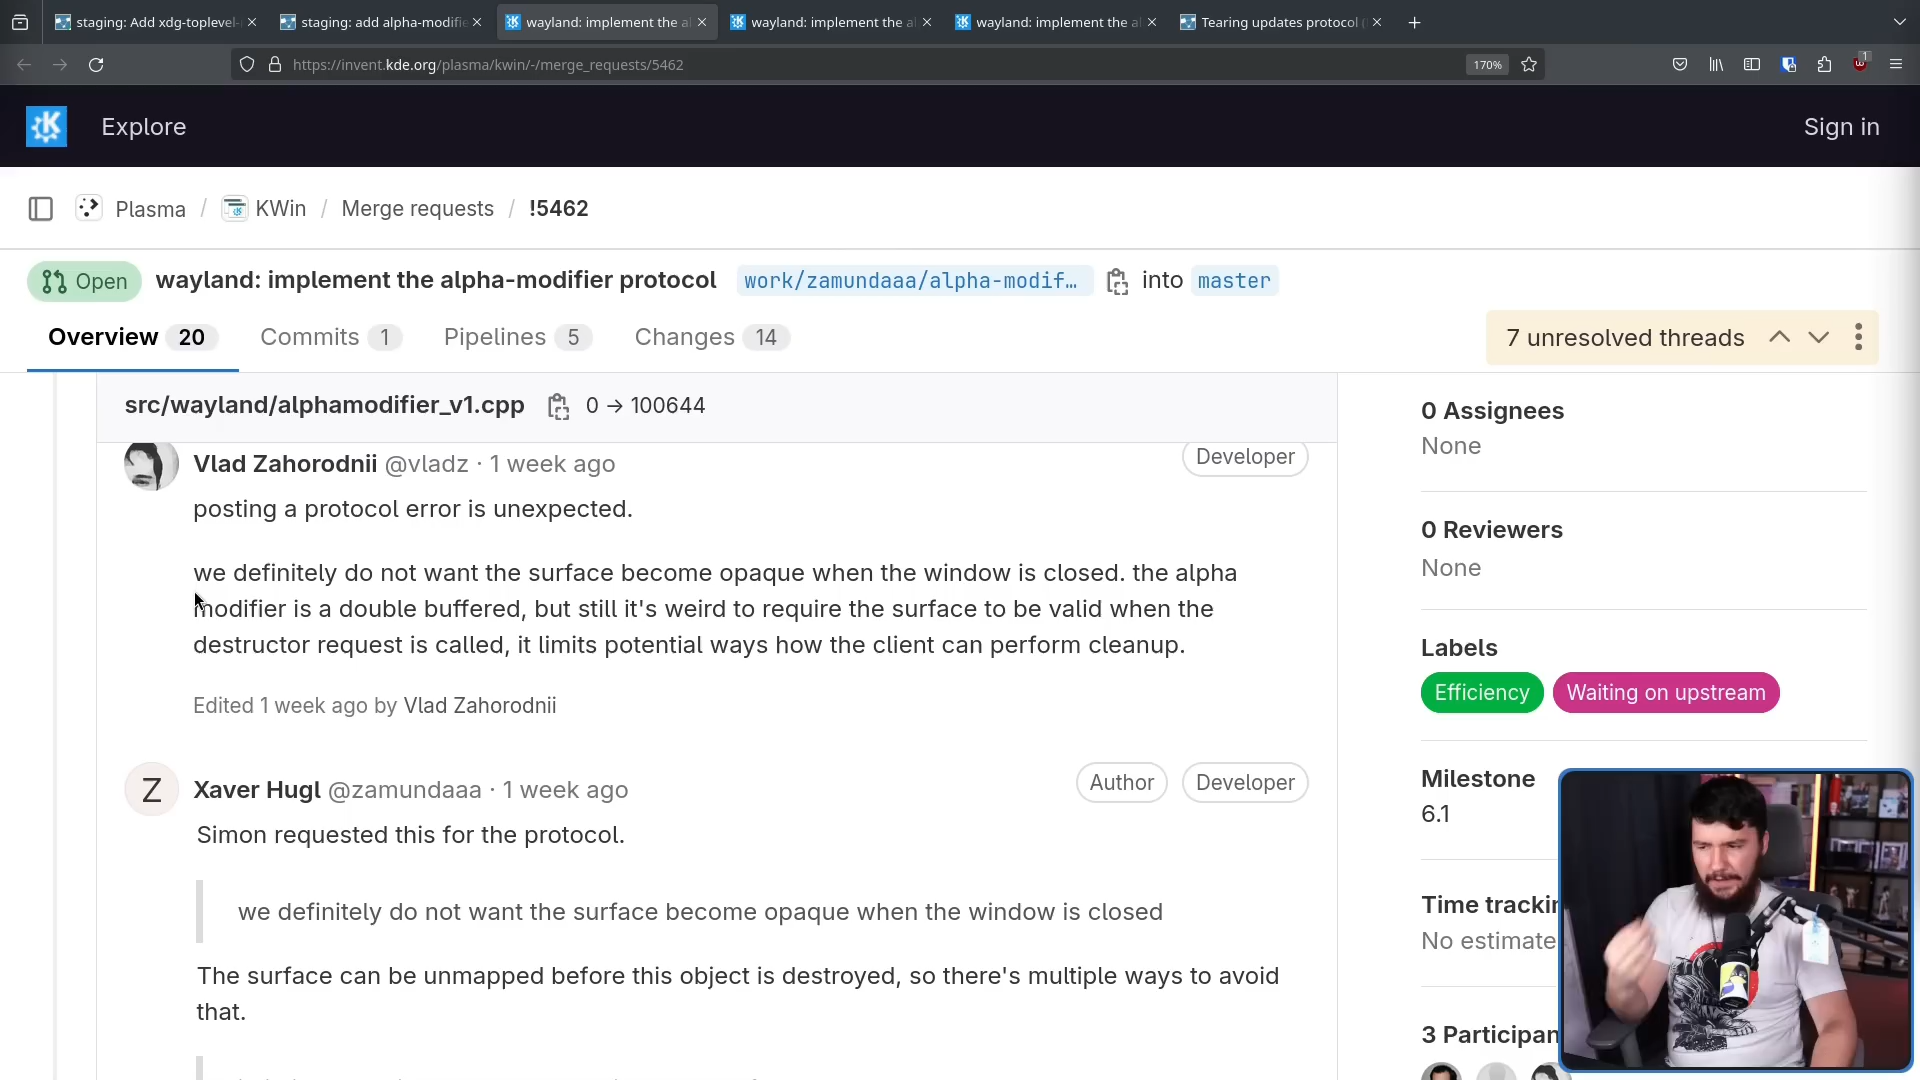 staging: Add xdg-toplevel-
staging: add alpha-modifie
wayland: implement the al
wayland: implement the al
wayland: implement the al
Tearing updates protocol (
https://invent.kde.org/plasma/kwin/-/merge_requests/5462
170%
1
Explore
Sign in
Plasma / KWin / Merge requests / !5462
Open wayland: implement the alpha-modifier protocol work/zamundaaa/alpha-modif… into master
Overview 20 Commits 1 Pipelines 5 Changes 14
7 unresolved threads
src/wayland/alphamodifier_v1.cpp 0 → 100644
Vlad Zahorodnii @vladz · 1 week ago
Developer
posting a protocol error is unexpected.
we definitely do not want the surface become opaque when the window is closed. the alpha
modifier is a double buffered, but still it's weird to require the surface to be valid when the
destructor request is called, it limits potential ways how the client can perform cleanup.
Edited 1 week ago by Vlad Zahorodnii
Z
Xaver Hugl @zamundaaa · 1 week ago
Author Developer
Simon requested this for the protocol.
we definitely do not want the surface become opaque when the window is closed
The surface can be unmapped before this object is destroyed, so there's multiple ways to avoid
that.
0 Assignees
None
0 Reviewers
None
Labels
Efficiency Waiting on upstream
Milestone
6.1
Time trackin
No estimate
3 Participan